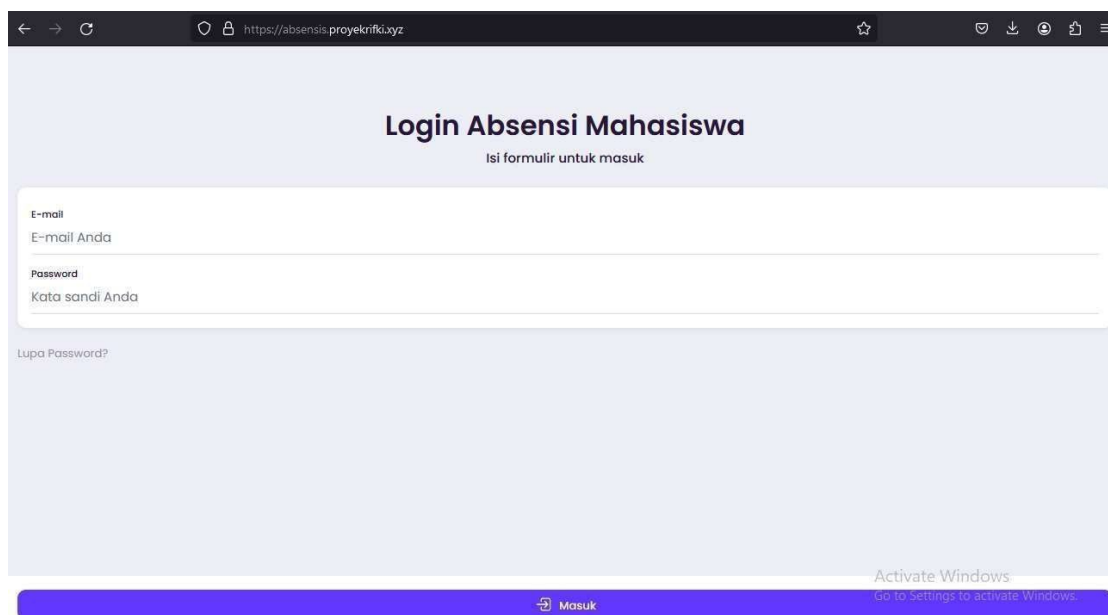 https://absensis.proyekrifki.xyz
Login Absensi Mahasiswa
Isi formulir untuk masuk
E-mail
E-mail Anda
Password
Kata sandi Anda
Lupa Password?
Activate Windows
Go to Settings to activate Windows.
Masuk